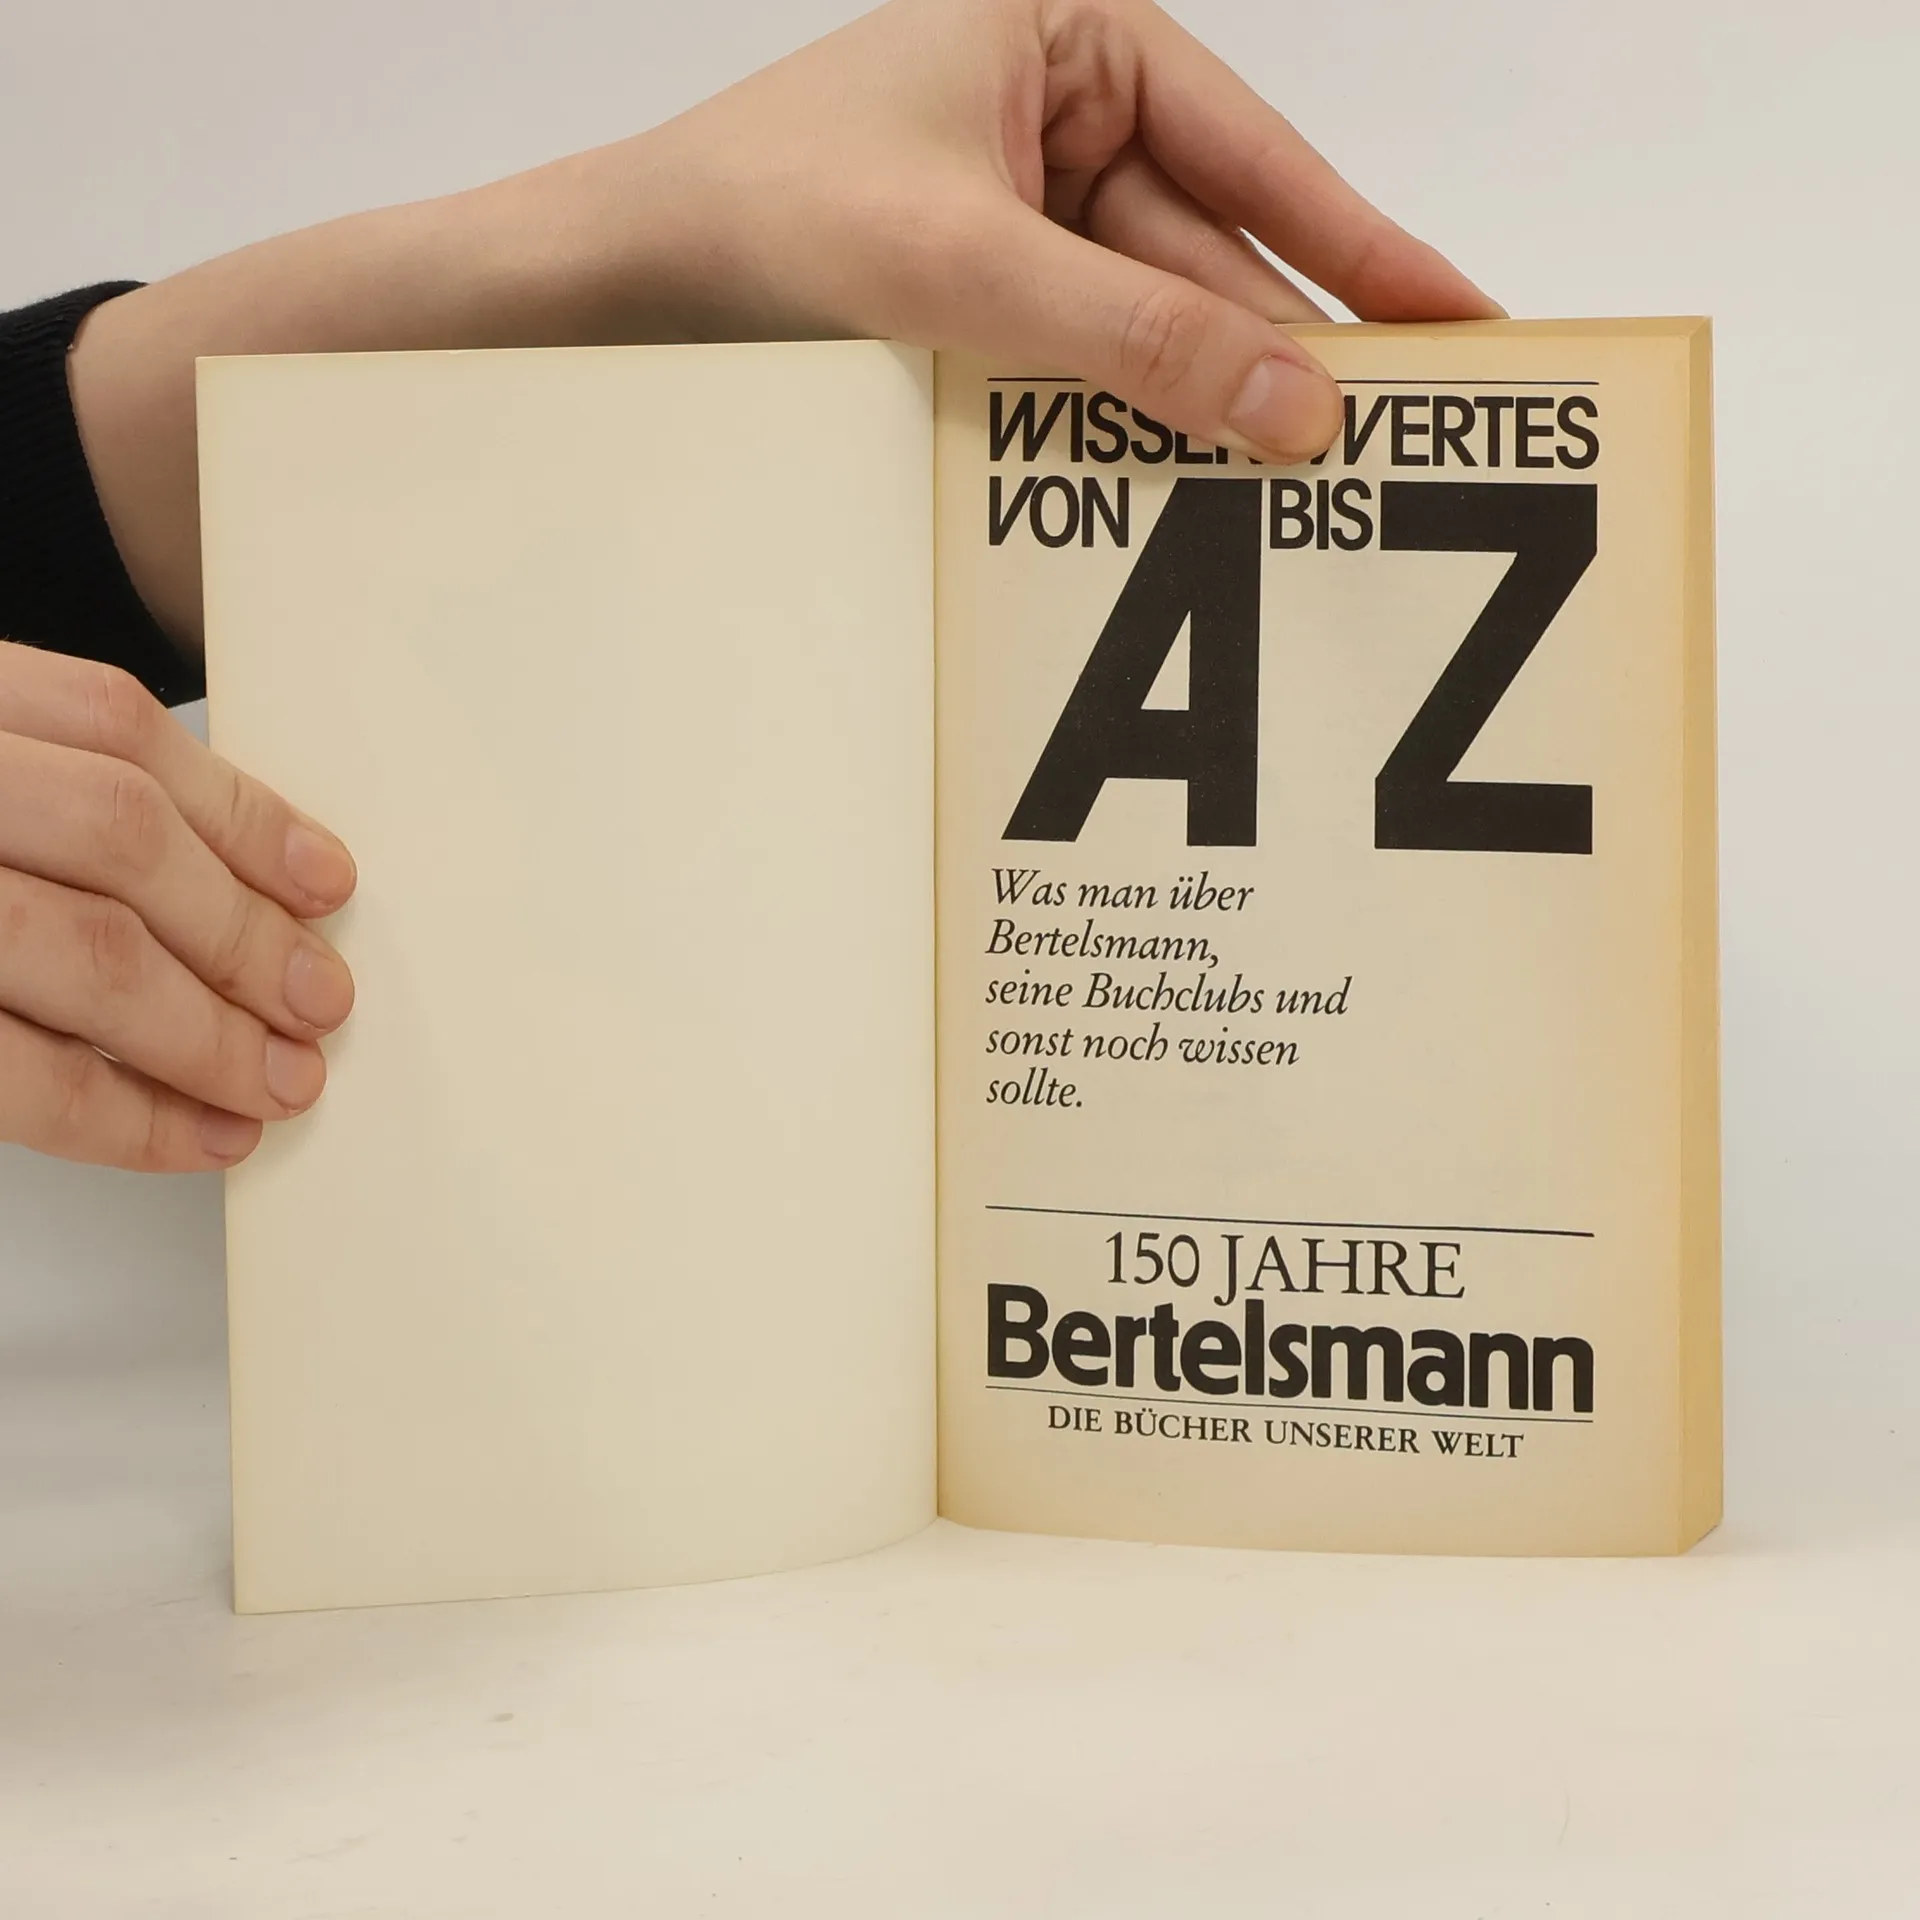 WISSENSWERTES
VON A BIS Z
Was man über
Bertelsmann,
seine Buchclubs und
sonst noch wissen
sollte.
150 JAHRE
Bertelsmann
DIE BÜCHER UNSERER WELT